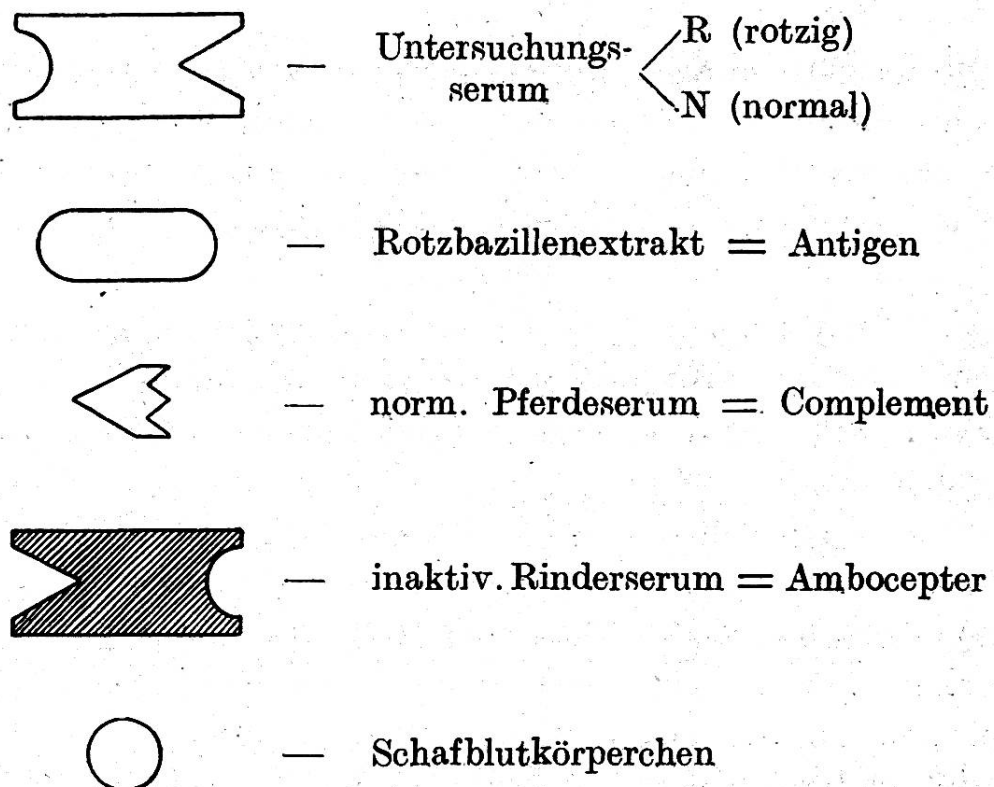 R (rotzig)
— Untersuchungs-
serum
N (normal)
— Rotzbazillenextrakt = Antigen
— norm. Pferdeserum = Complement
— inaktiv. Rinderserum = Ambocepter
— Schafblutkörperchen